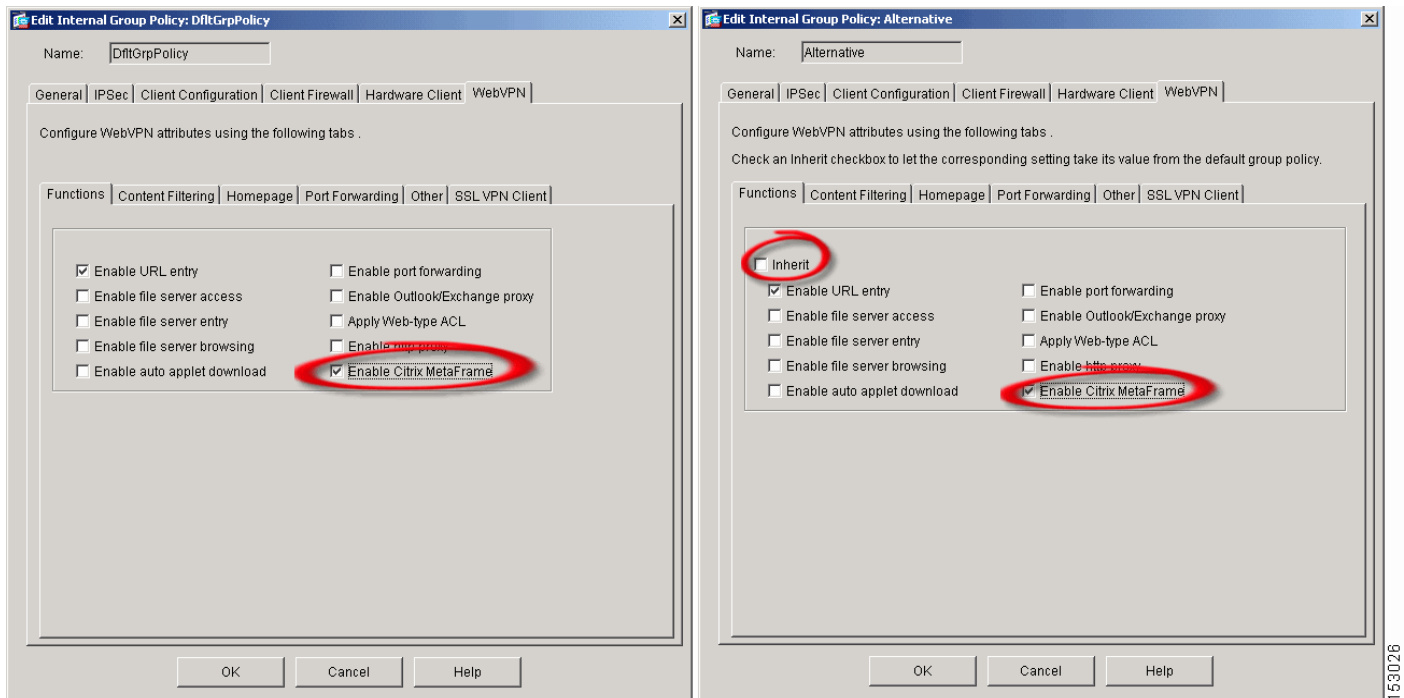 Edit Internal Group Policy: DfltGrpPolicy
Name: DfltGrpPolicy
General IPSec Client Configuration Client Firewall Hardware Client WebVPN
Configure WebVPN attributes using the following tabs .
Functions Content Filtering Homepage Port Forwarding Other SSL VPN Client
Enable URL entry Enable port forwarding
Enable file server access Enable Outlook/Exchange proxy
Enable file server entry Apply Web-type ACL
Enable file server browsing Enable http proxy
Enable auto applet download Enable Citrix MetaFrame
OK Cancel Help
Edit Internal Group Policy: Alternative
Name: Alternative
General IPSec Client Configuration Client Firewall Hardware Client WebVPN
Configure WebVPN attributes using the following tabs .
Check an Inherit checkbox to let the corresponding setting take its value from the default group policy.
Functions Content Filtering Homepage Port Forwarding Other SSL VPN Client
Inherit
Enable URL entry Enable port forwarding
Enable file server access Enable Outlook/Exchange proxy
Enable file server entry Apply Web-type ACL
Enable file server browsing Enable http proxy
Enable auto applet download Enable Citrix MetaFrame
OK Cancel Help
153026